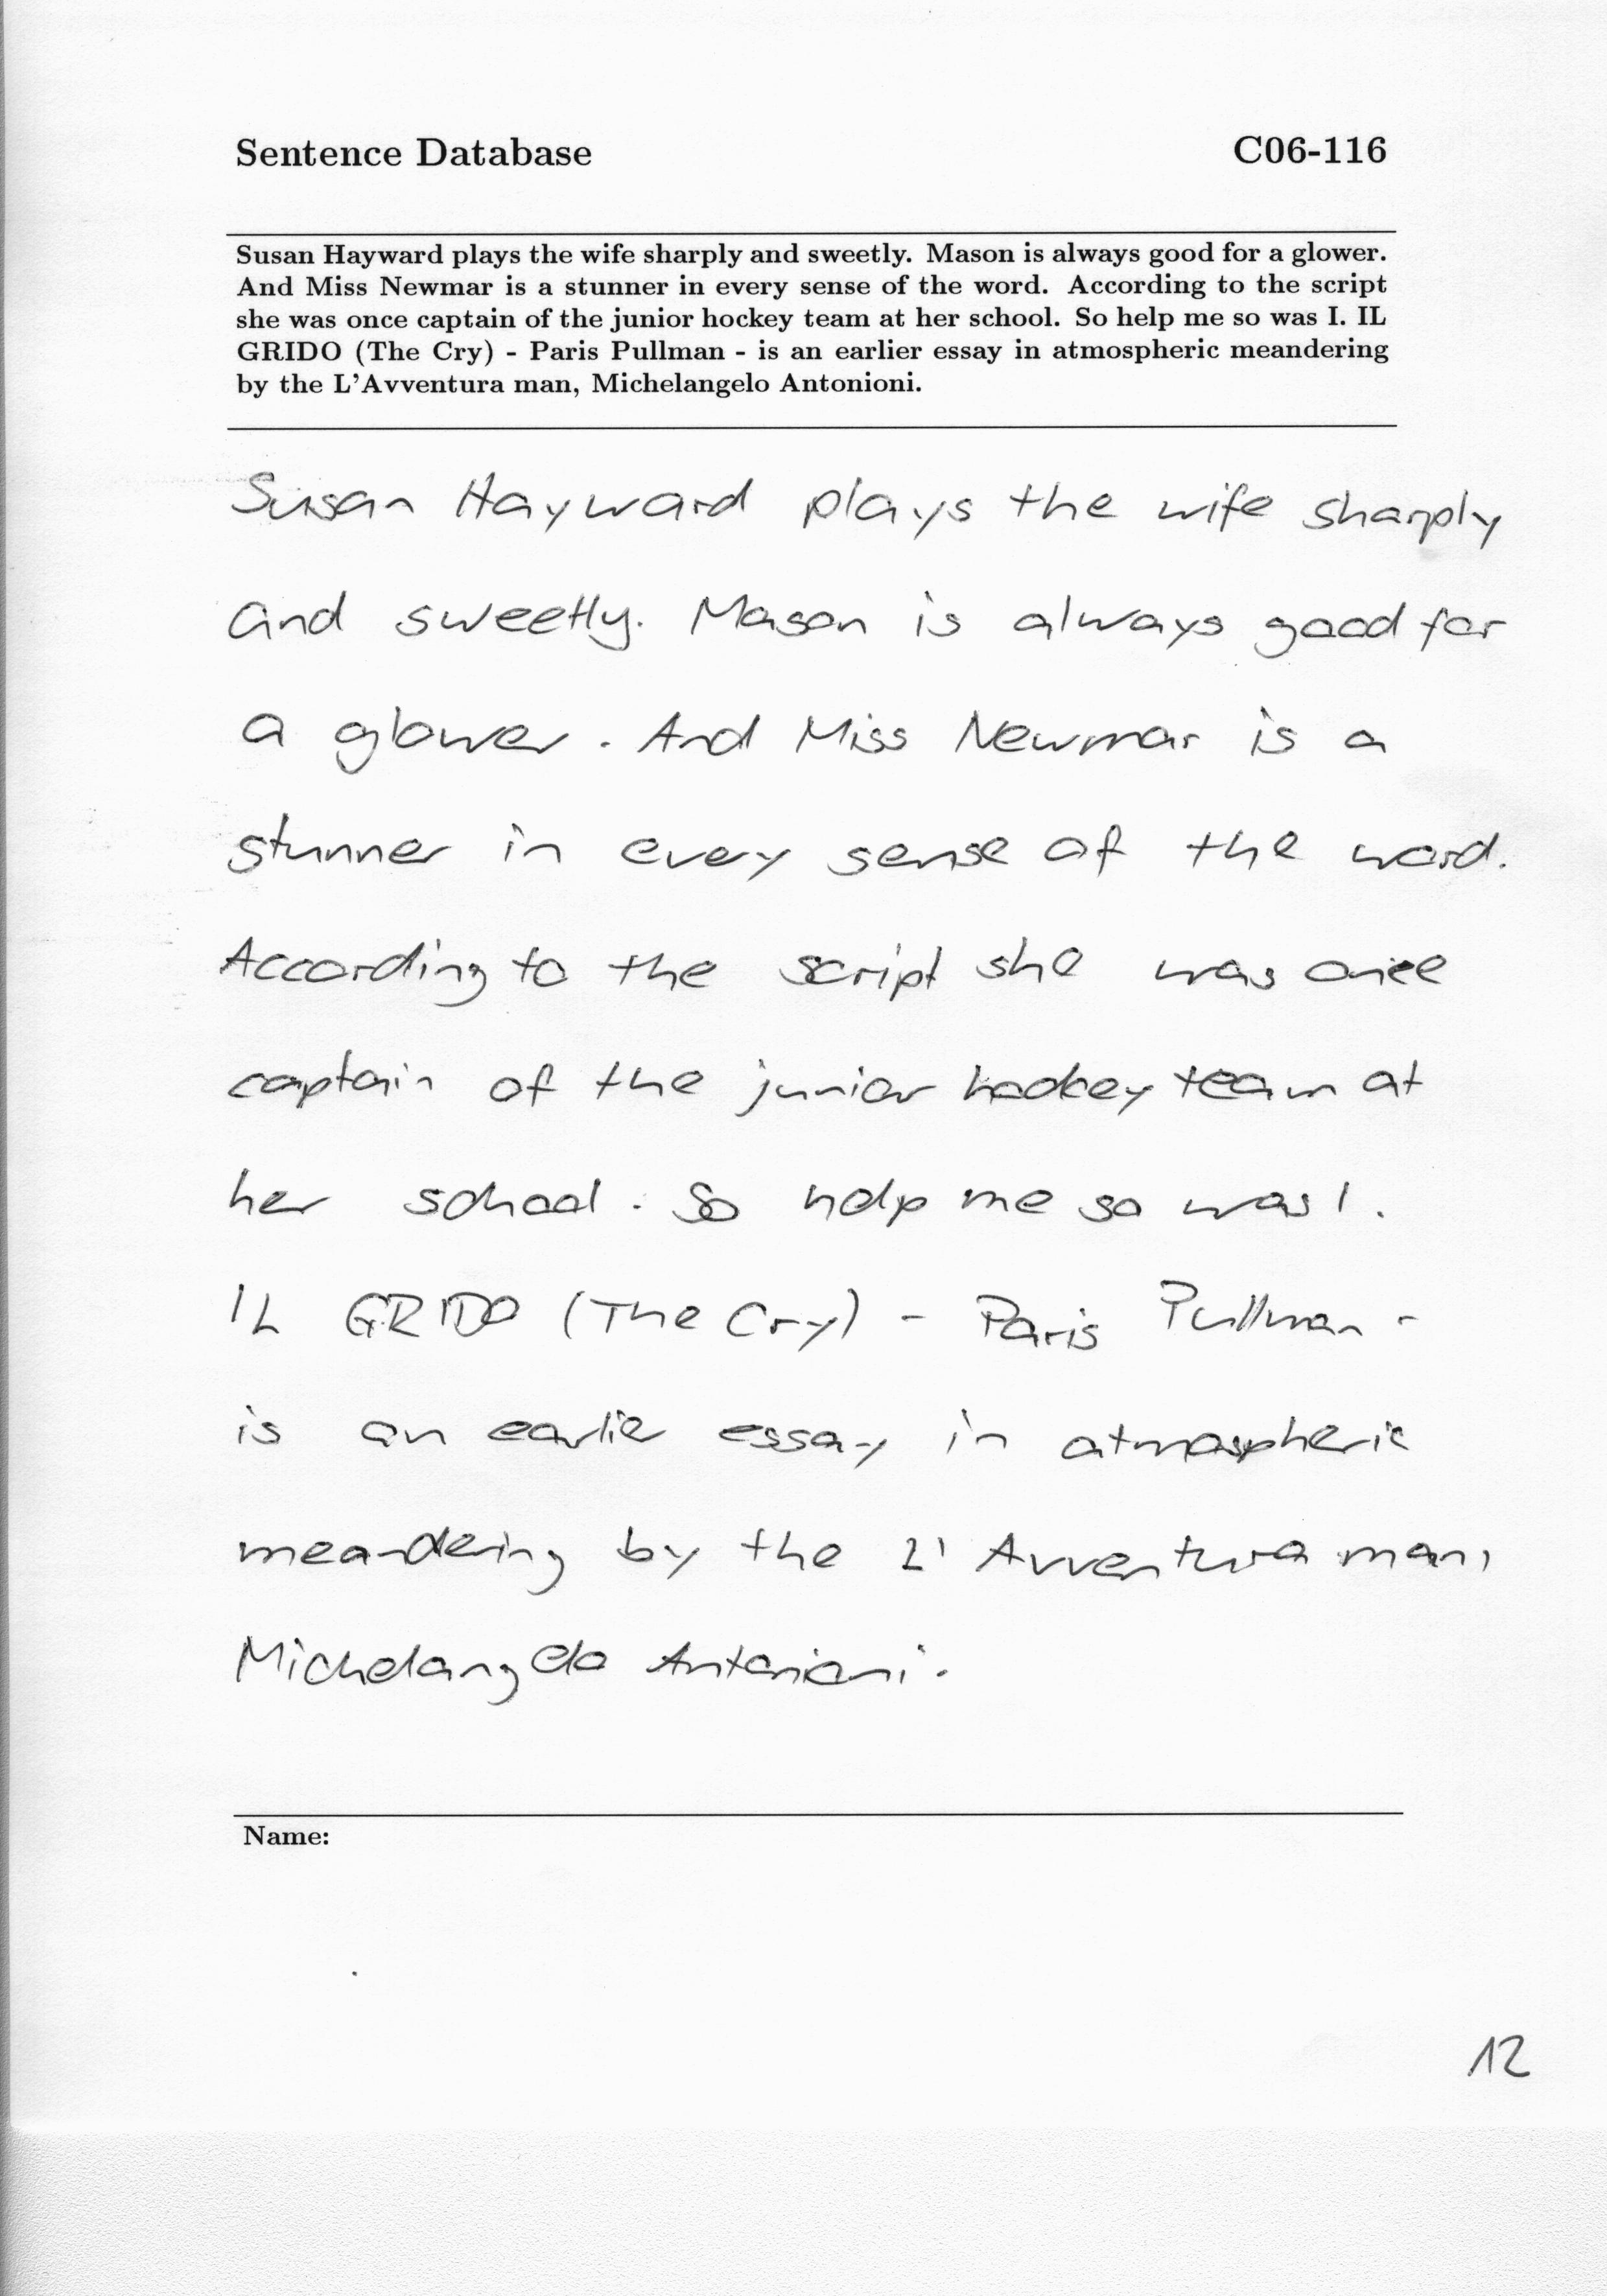 Sentence Database C06-116
Susan Hayward plays the wife sharply and sweetly. Mason is always good for a glower.
And Miss Newmar is a stunner in every sense of the word. According to the script
she was once captain of the junior hockey team at her school. So help me so was I. IL
GRIDO (The Cry) - Paris Pullman - is an earlier essay in atmospheric meandering
by the L'Avventura man, Michelangelo Antonioni.
Susan Hayward plays the wife sharply
and sweetly. Mason is always good for
a glower. And Miss Newmar is a
stunner in every sense of the word.
According to the script she was once
captain of the junior hockey team at
her school. So help me so was I.
IL GRIDO (The Cry) - Paris Pullman -
is an earlier essay in atmospheric
meandering by the L'Avventura man,
Michelangelo Antonioni.
Name:
12